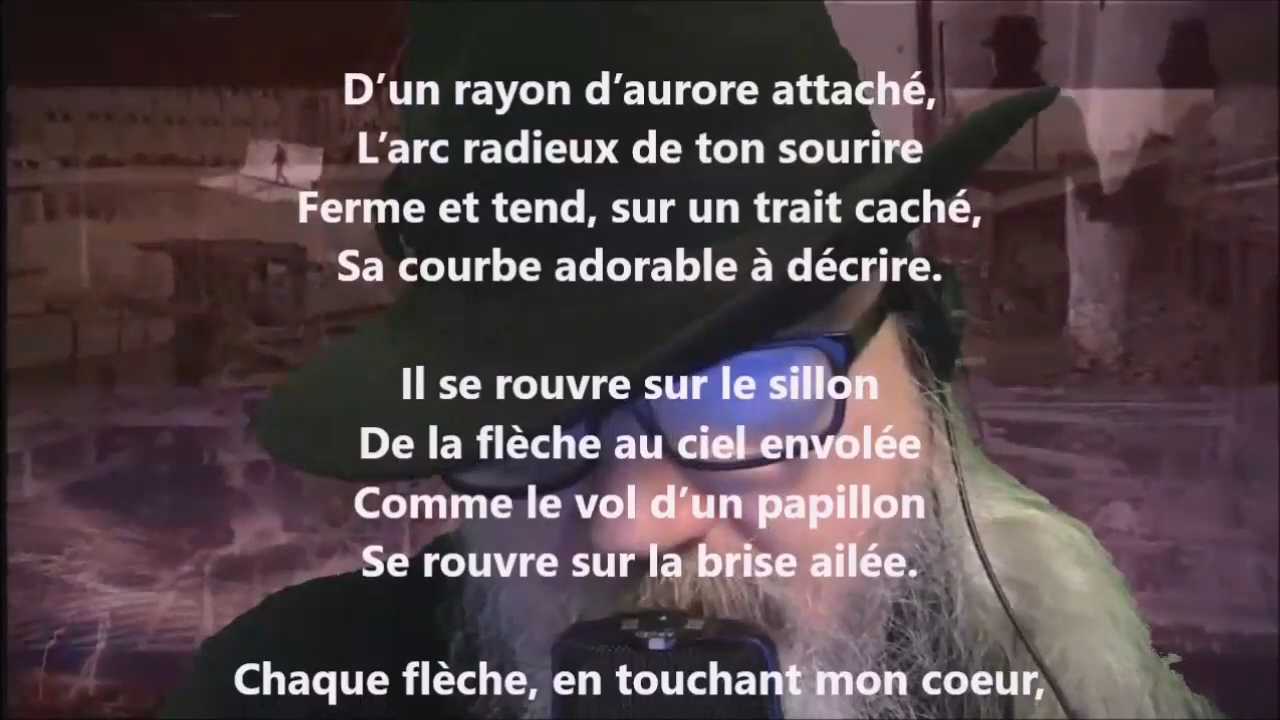 D’un rayon d’aurore attaché,
L’arc radieux de ton sourire
Ferme et tend, sur un trait caché,
Sa courbe adorable à décrire.
Il se rouvre sur le sillon
De la flèche au ciel envolée
Comme le vol d’un papillon
Se rouvre sur la brise ailée.
Chaque flèche, en touchant mon coeur,